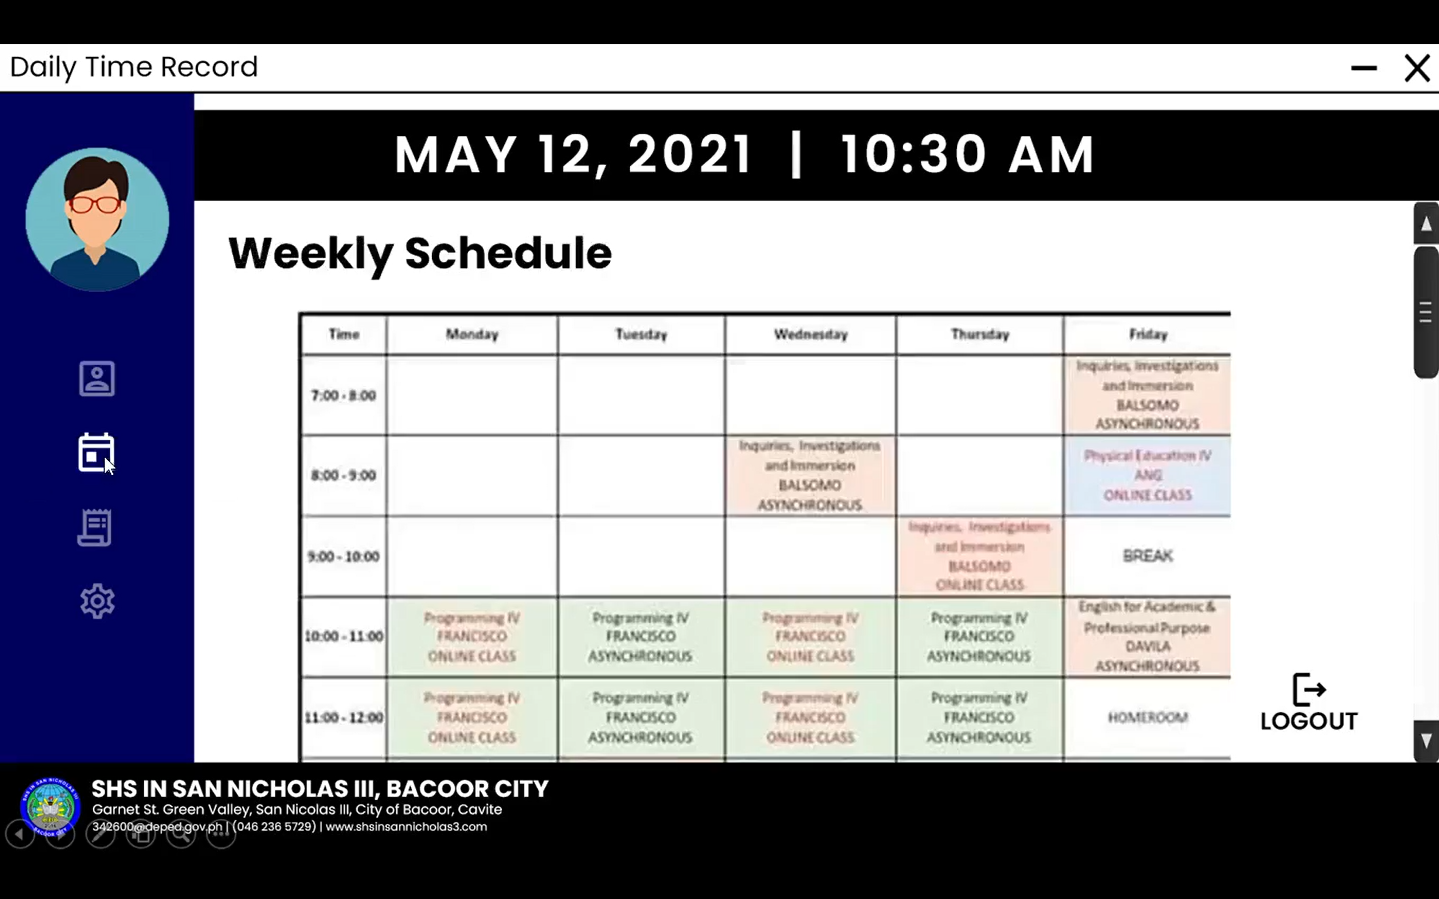 Daily Time Record
MAY 12, 2021 | 10:30 AM
Weekly Schedule
Time Monday Tuesday Wednesday Thursday Friday
7:00 - 8:00
Inquiries, Investigations
and Immersion
BALSOMO
ASYNCHRONOUS
8:00 - 9:00
Inquiries, Investigations
and Immersion
BALSOMO
ASYNCHRONOUS
Physical Education IV
ANG
ONLINE CLASS
9:00 - 10:00
Inquiries, Investigations
and Immersion
BALSOMO
ONLINE CLASS
BREAK
10:00 - 11:00
Programming IV
FRANCISCO
ONLINE CLASS
Programming IV
FRANCISCO
ASYNCHRONOUS
Programming IV
FRANCISCO
ONLINE CLASS
Programming IV
FRANCISCO
ASYNCHRONOUS
English for Academic &
Professional Purpose
DAVILA
ASYNCHRONOUS
11:00 - 12:00
Programming IV
FRANCISCO
ONLINE CLASS
Programming IV
FRANCISCO
ASYNCHRONOUS
Programming IV
FRANCISCO
ONLINE CLASS
Programming IV
FRANCISCO
ASYNCHRONOUS
HOMEROOM
LOGOUT
SHS IN SAN NICHOLAS III, BACOOR CITY
Garnet St. Green Valley, San Nicolas III, City of Bacoor, Cavite
342600@deped.gov.ph | (046 236 5729) | www.shsinsannicholas3.com